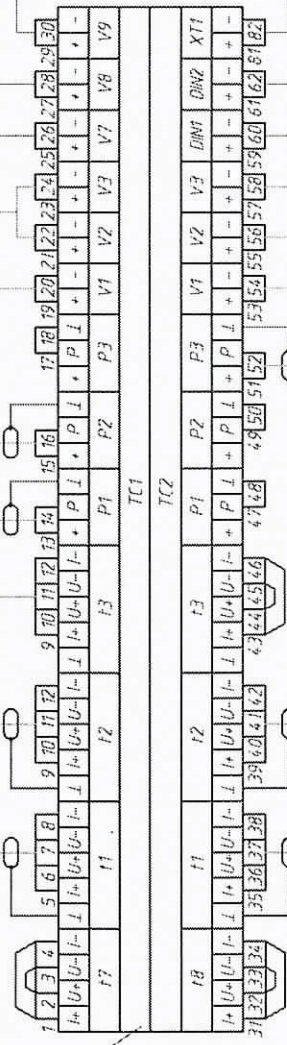 1 2 3 4 5 6 7 8 9 10 11 12 9 10 11 12 13 14 15 16 17 18 19 20 21 22 23 24 25 26 27 28 29 30
I+ U+ U- I- ⊥ I+ U+ U- I- ⊥ I+ U+ U- I- ⊥ I+ U+ U- I- + P ⊥ + P ⊥ + P ⊥ + - + - + - + - + - + -
t7 t1 t2 t3 P1 P2 P3 V1 V2 V3 V7 V8 V9
TC1
TC2
t8 t1 t2 t3 P1 P2 P3 V1 V2 V3 DIN1 DIN2 XT1
I+ U+ U- I- ⊥ I+ U+ U- I- ⊥ I+ U+ U- I- ⊥ I+ U+ U- I- + P ⊥ + P ⊥ + P ⊥ + - + - + - + - + - + -
31 32 33 34 35 36 37 38 39 40 41 42 43 44 45 46 47 48 49 50 51 52 53 54 55 56 57 58 59 60 61 62 81 82